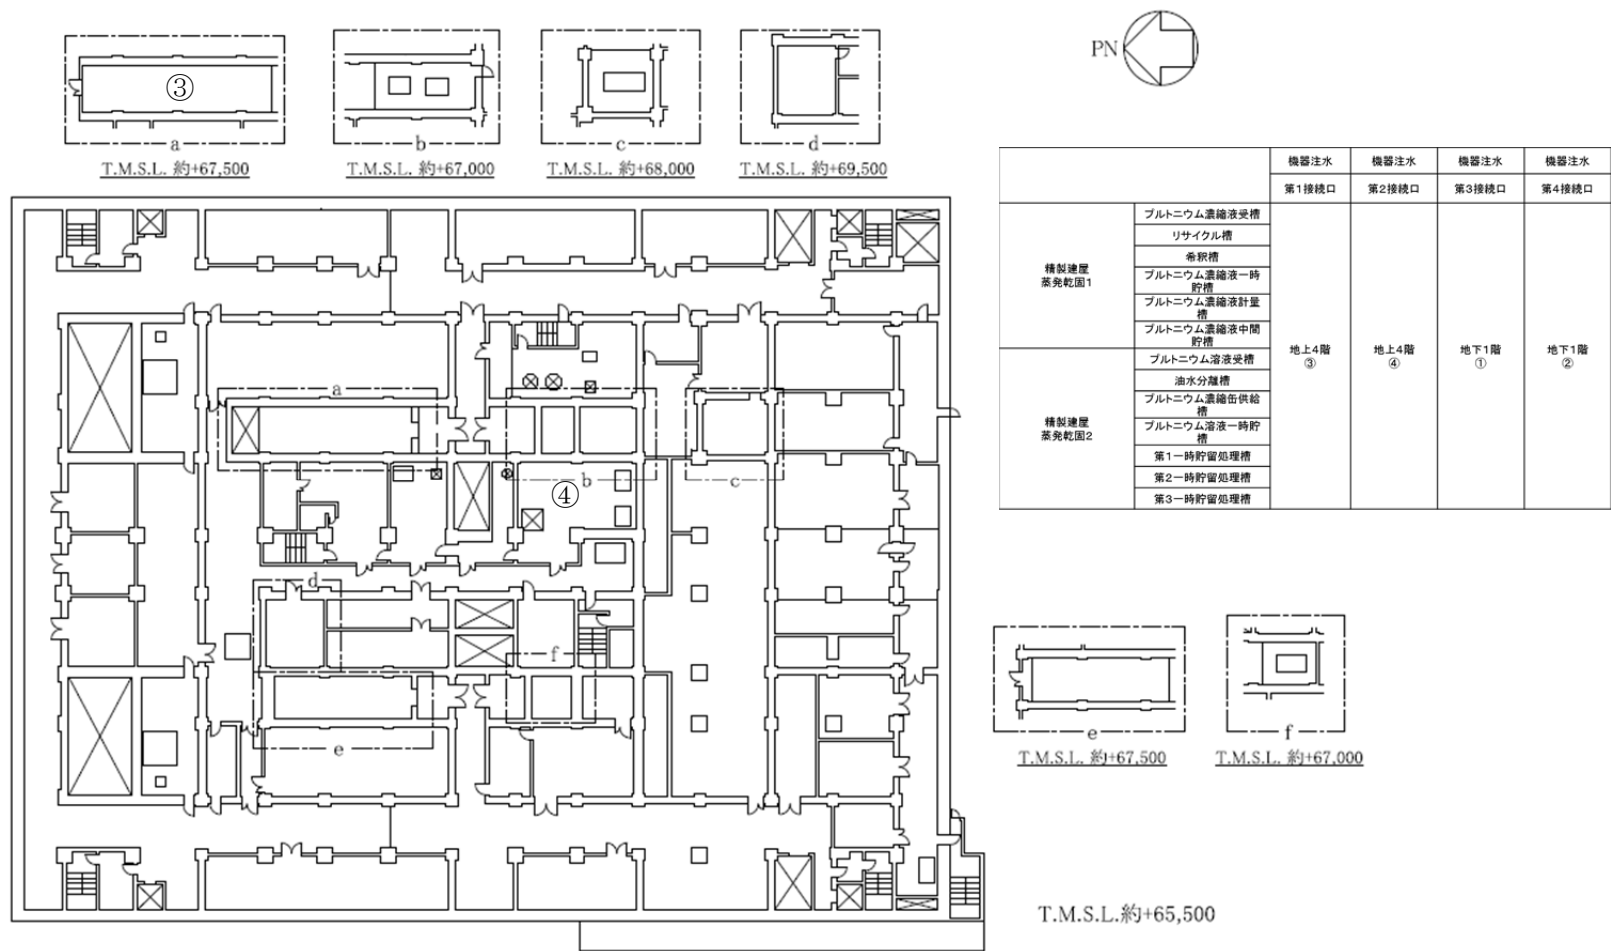 ③
a
T.M.S.L. 約+67,500
b
T.M.S.L. 約+67,000
c
T.M.S.L. 約+68,000
d
T.M.S.L. 約+69,500
PN
機器注水 機器注水 機器注水 機器注水
第1接続口 第2接続口 第3接続口 第4接続口
精製建屋
蒸発乾固1
プルトニウム濃縮液受槽
リサイクル槽
希釈槽
プルトニウム濃縮液一時
貯槽
プルトニウム濃縮液計量
槽
プルトニウム濃縮液中間
貯槽
精製建屋
蒸発乾固2
プルトニウム溶液受槽
油水分離槽
プルトニウム濃縮缶供給
槽
プルトニウム溶液一時貯
槽
第1一時貯留処理槽
第2一時貯留処理槽
第3一時貯留処理槽
地上4階
③
地上4階
④
地下1階
①
地下1階
②
a
b
c
④
d
f
e
e
T.M.S.L. 約+67,500
f
T.M.S.L. 約+67,000
T.M.S.L.約+65,500